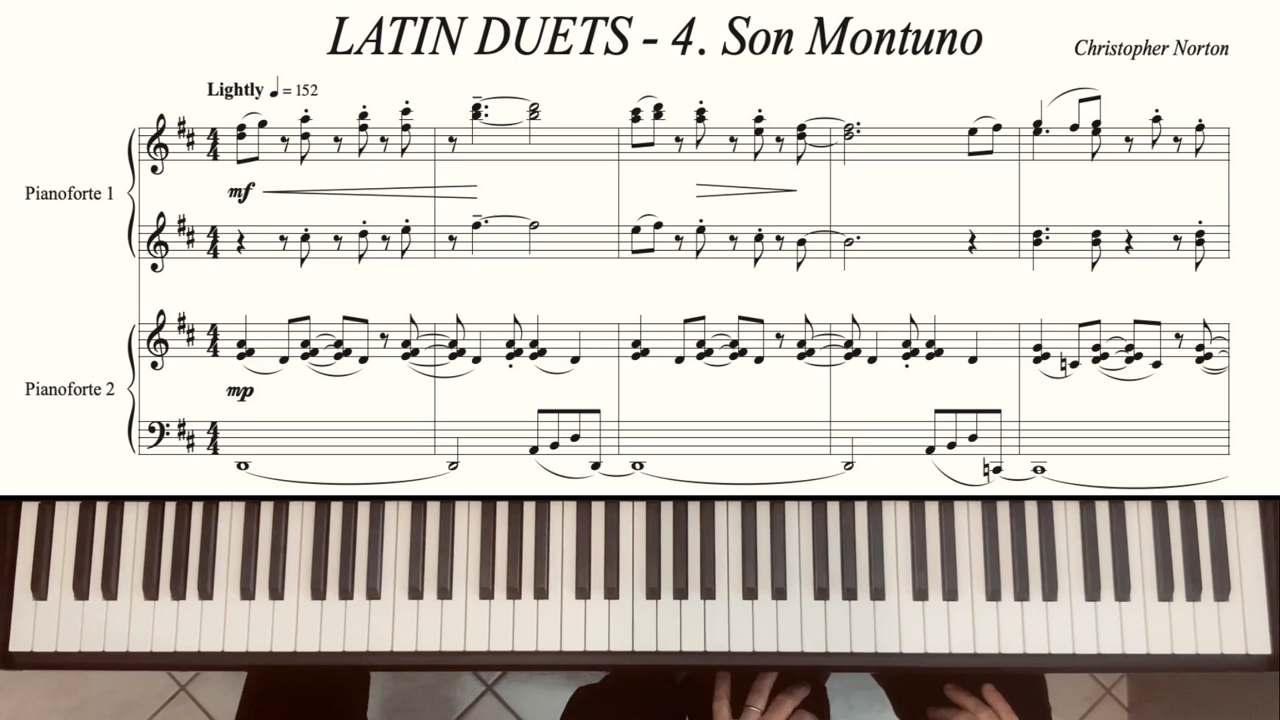 LATIN DUETS - 4. Son Montuno
Christopher Norton
Lightly ♩ = 152
Pianoforte 1
mf
Pianoforte 2
mp